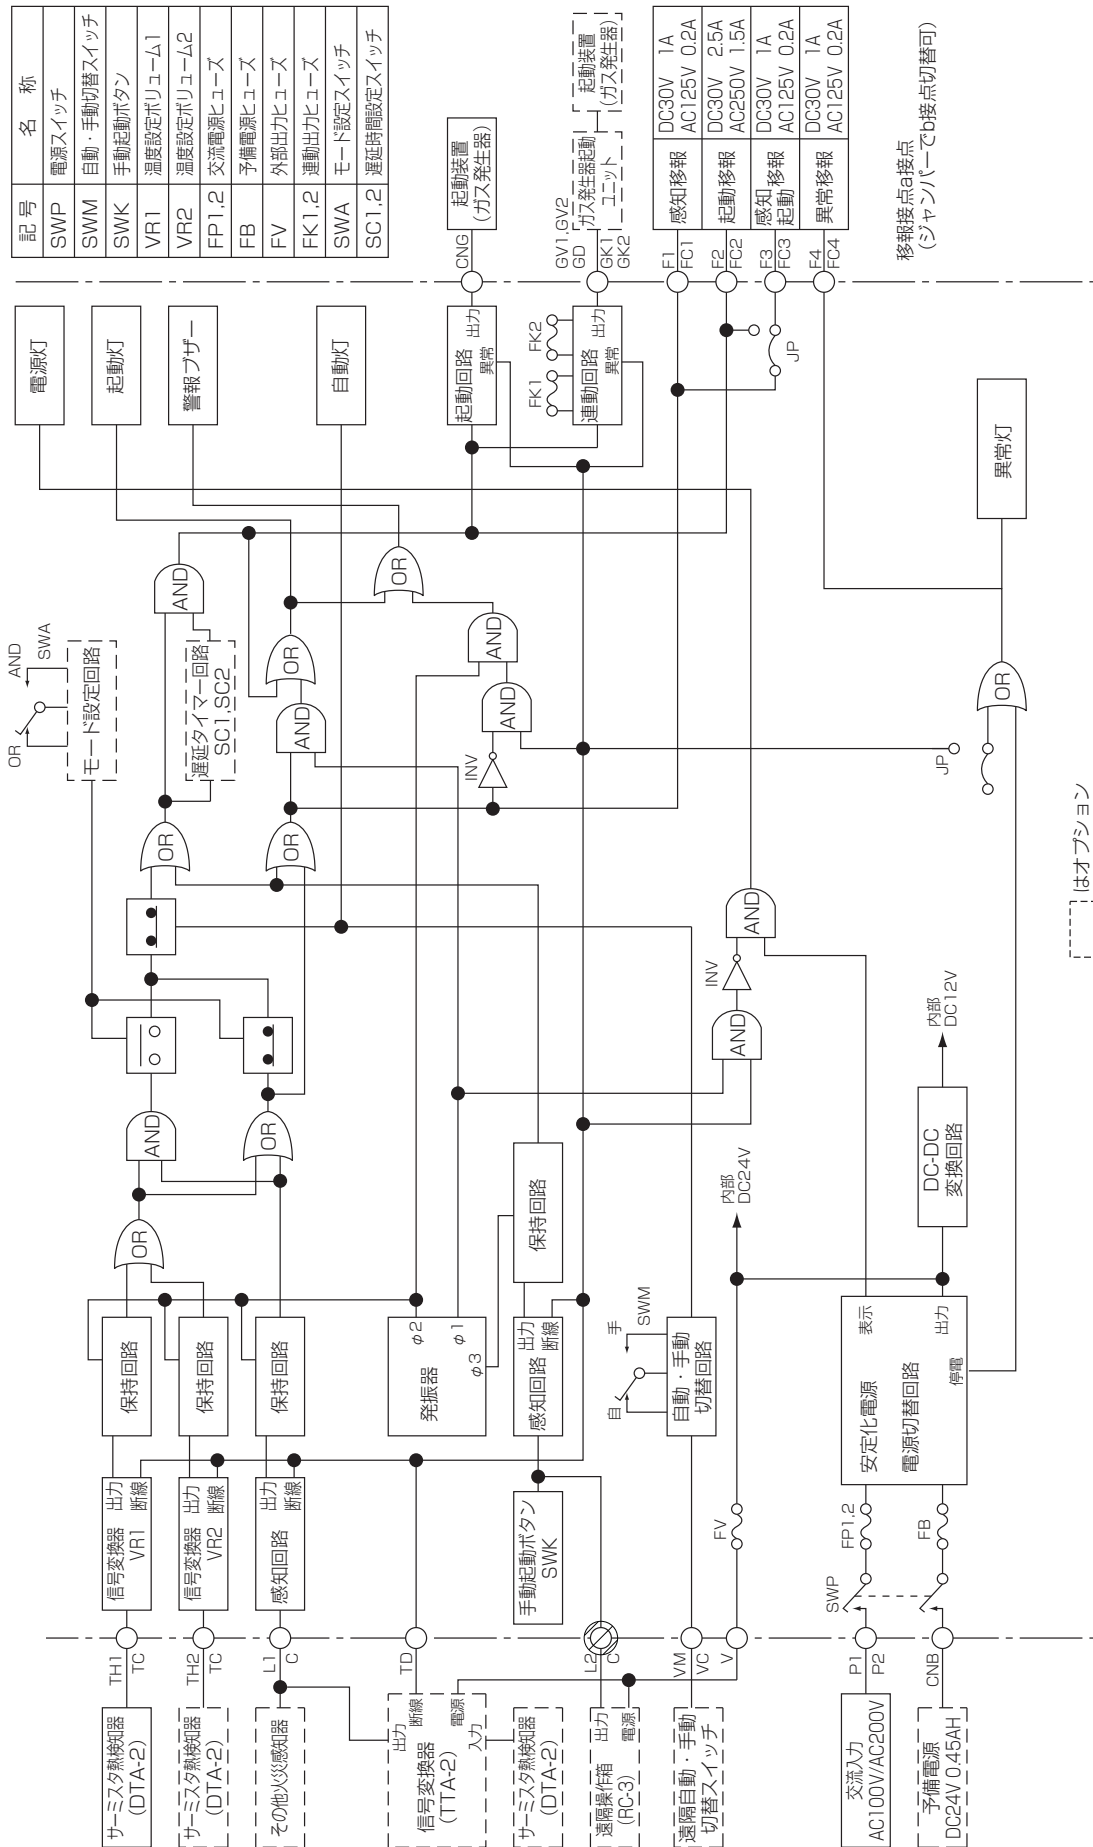 記号 名称
SWP 電源スイッチ
SWM 自動・手動切替スイッチ
SWK 手動起動ボタン
VR1 温度設定ボリューム1
VR2 温度設定ボリューム2
FP1,2 交流電源ヒューズ
FB 予備電源ヒューズ
FV 外部出力ヒューズ
FK1,2 連動出力ヒューズ
SWA モード設定スイッチ
SC1,2 遅延時間設定スイッチ
電源灯
起動灯
警報ブザー
自動灯
起動回路
出力
異常
CNG
起動装置
(ガス発生器)
FK1
FK2
連動回路
出力
異常
GV1,GV2
GD
GK1
GK2
ガス発生器起動
ユニット
起動装置
(ガス発生器)
F1
FC1
感知移報
DC30V 1A
AC125V 0.2A
F2
FC2
起動移報
DC30V 2.5A
AC250V 1.5A
F3
FC3
感知
起動
DC30V 1A
AC125V 0.2A
F4
FC4
異常移報
DC30V 1A
AC125V 0.2A
移報接点a接点
(ジャンパーでb接点切替可)
JP
異常灯
OR
AND
SWA
モード設定回路
遅延タイマー回路
SC1,SC2
AND
OR
OR
AND
AND
AND
INV
OR
OR
JP
OR
AND
OR
OR
AND
INV
AND
内部
DC12V
内部
DC24V
DC-DC
変換回路
保持回路
保持回路
保持回路
保持回路
発振器
φ2
φ1
φ3
感知回路
出力
断線
自
手
SWM
自動・手動
切替回路
安定化電源
電源切替回路
表示
出力
停電
信号変換器
VR1
出力
断線
信号変換器
VR2
出力
断線
感知回路
出力
断線
手動起動ボタン
SWK
FV
FP1,2
FB
SWP
TH1
TC
TH2
TC
L1
C
TD
L2
C
VM
VC
V
P1
P2
CNB
サーミスタ熱検知器
(DTA-2)
サーミスタ熱検知器
(DTA-2)
その他火災感知器
信号変換器
(TTA-2)
出力
断線
電源
入力
サーミスタ熱検知器
(DTA-2)
遠隔操作箱
(RC-3)
出力
電源
遠隔自動・手動
切替スイッチ
交流入力
AC100V/AC200V
予備電源
DC24V 0.45AH
はオプション